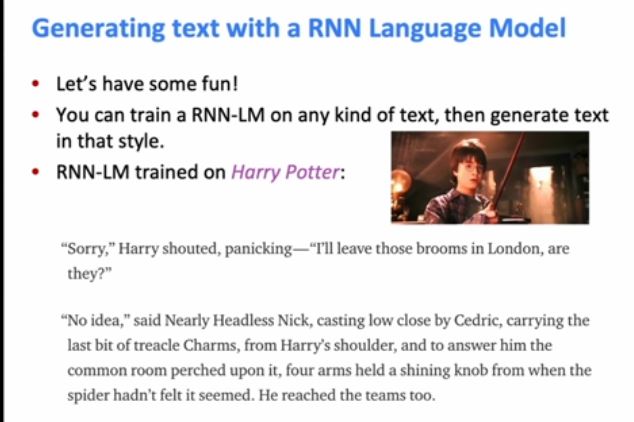 Generating text with a RNN Language Model
• Let's have some fun!
• You can train a RNN-LM on any kind of text, then generate text
in that style.
• RNN-LM trained on Harry Potter:
“Sorry,” Harry shouted, panicking—“I'll leave those brooms in London, are
they?”
“No idea,” said Nearly Headless Nick, casting low close by Cedric, carrying the
last bit of treacle Charms, from Harry's shoulder, and to answer him the
common room perched upon it, four arms held a shining knob from when the
spider hadn't felt it seemed. He reached the teams too.